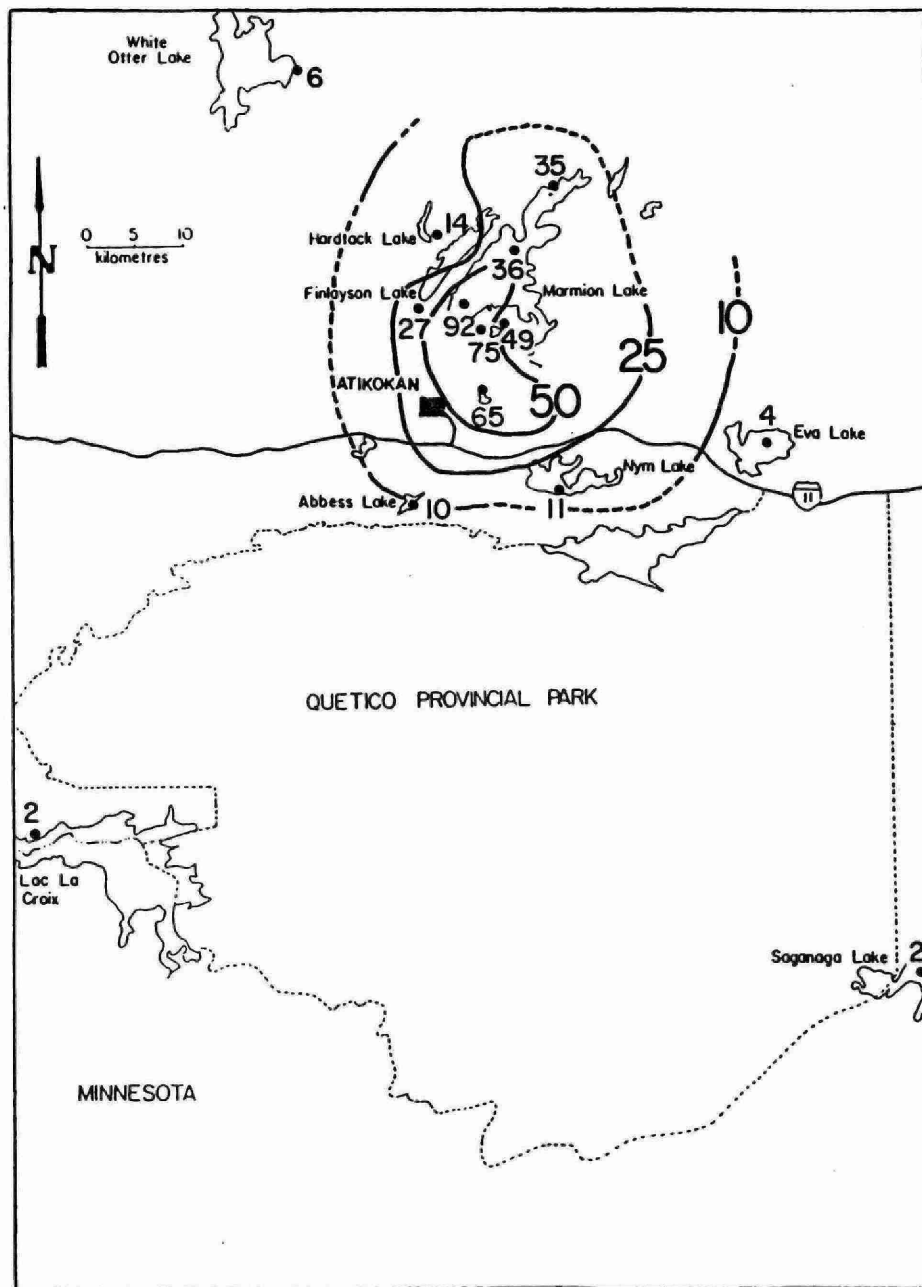 White
Otter Lake
6
35
14
Hardtack Lake
0 10
kilometres
N
36
Finlayson Lake
Marmion Lake
27
92
49
75
25
10
ATIKOKAN
65
50
4
Eva Lake
Nym Lake
11
Abbess Lake
10
11
QUETICO PROVINCIAL PARK
2
Lac La
Croix
Saganaga Lake
2
MINNESOTA